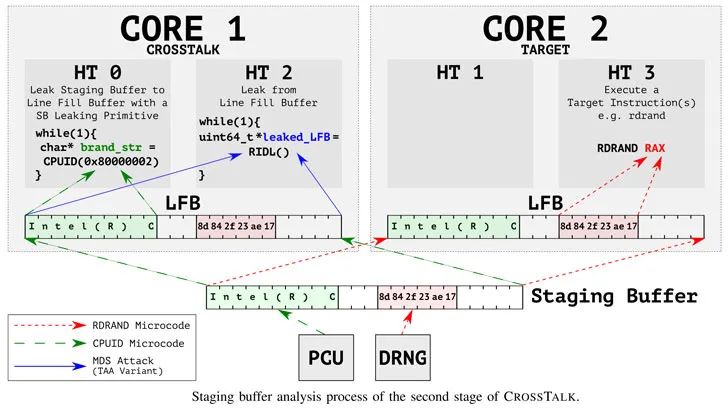 CORE 1
CROSSTALK
HT 0
Leak Staging Buffer to
Line Fill Buffer with a
SB Leaking Primitive
while(1){
char* brand_str =
CPUID(0x80000002)
}
HT 2
Leak from
Line Fill Buffer
while(1){
uint64_t*leaked_LFB=
RIDL()
}
CORE 2
TARGET
HT 1
HT 3
Execute a
Target Instruction(s)
e.g. rdrand
RDRAND RAX
LFB
Intel(R) C 8d 84 2f 23 ae 17
LFB
Intel(R) C 8d 84 2f 23 ae 17
Intel(R) C 8d 84 2f 23 ae 17
Staging Buffer
RDRAND Microcode
CPUID Microcode
MDS Attack
(TAA Variant)
PCU
DRNG
Staging buffer analysis process of the second stage of CROSSTALK.